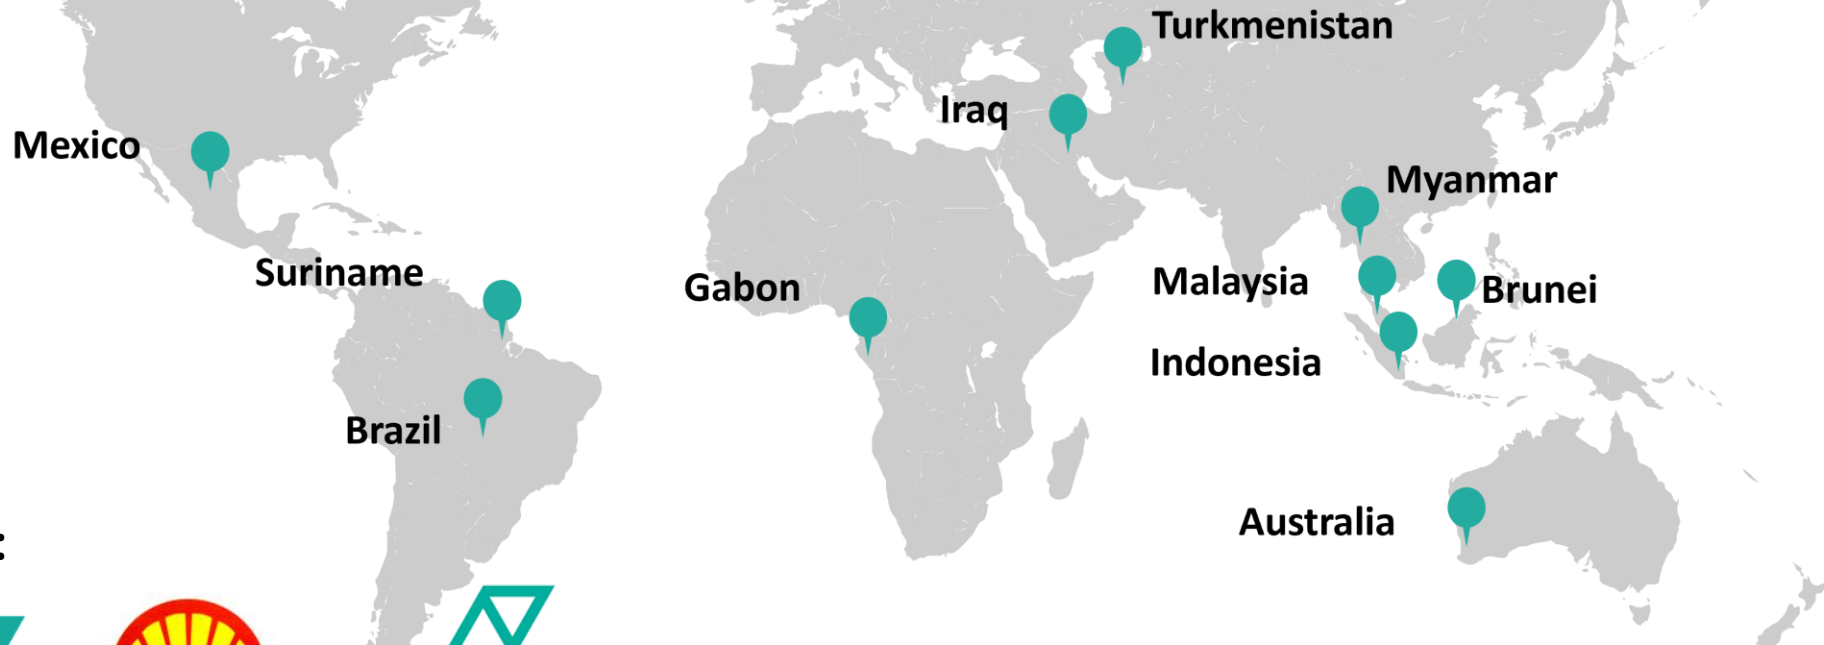 Turkmenistan
Iraq
Mexico
Myanmar
Suriname
Gabon
Malaysia
Brunei
Indonesia
Brazil
Australia
: